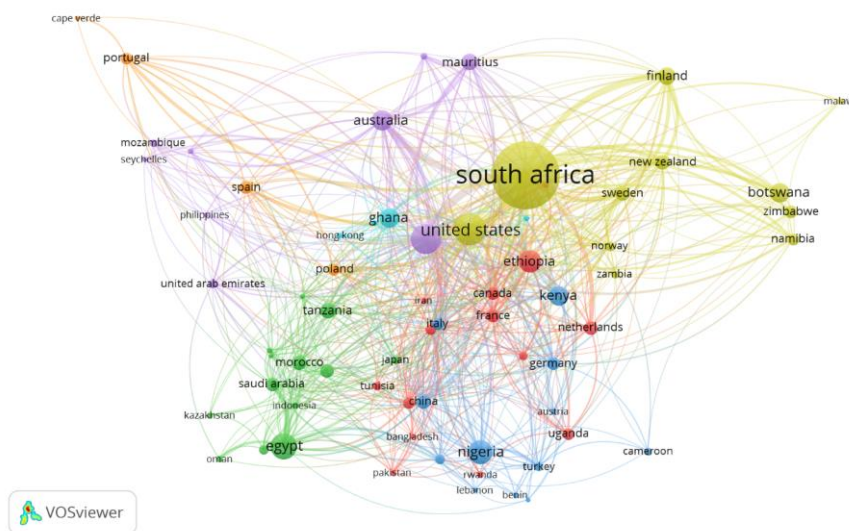 cape verde
portugal
mauritius
finland
malav
australia
mozambique
seychelles
new zealand
south africa
spain
sweden
botswana
zimbabwe
philippines
ghana
hong kong
united states
norway
namibia
poland
ethiopia
zambia
united arab emirates
iran
canada
kenya
tanzania
italy
france
netherlands
morocco
japan
germany
saudi arabia
tunisia
kazakhstan
indonesia
china
austria
egypt
bangladesh
uganda
oman
nigeria
cameroon
pakistan
rwanda
turkey
lebanon
benin
VOSviewer